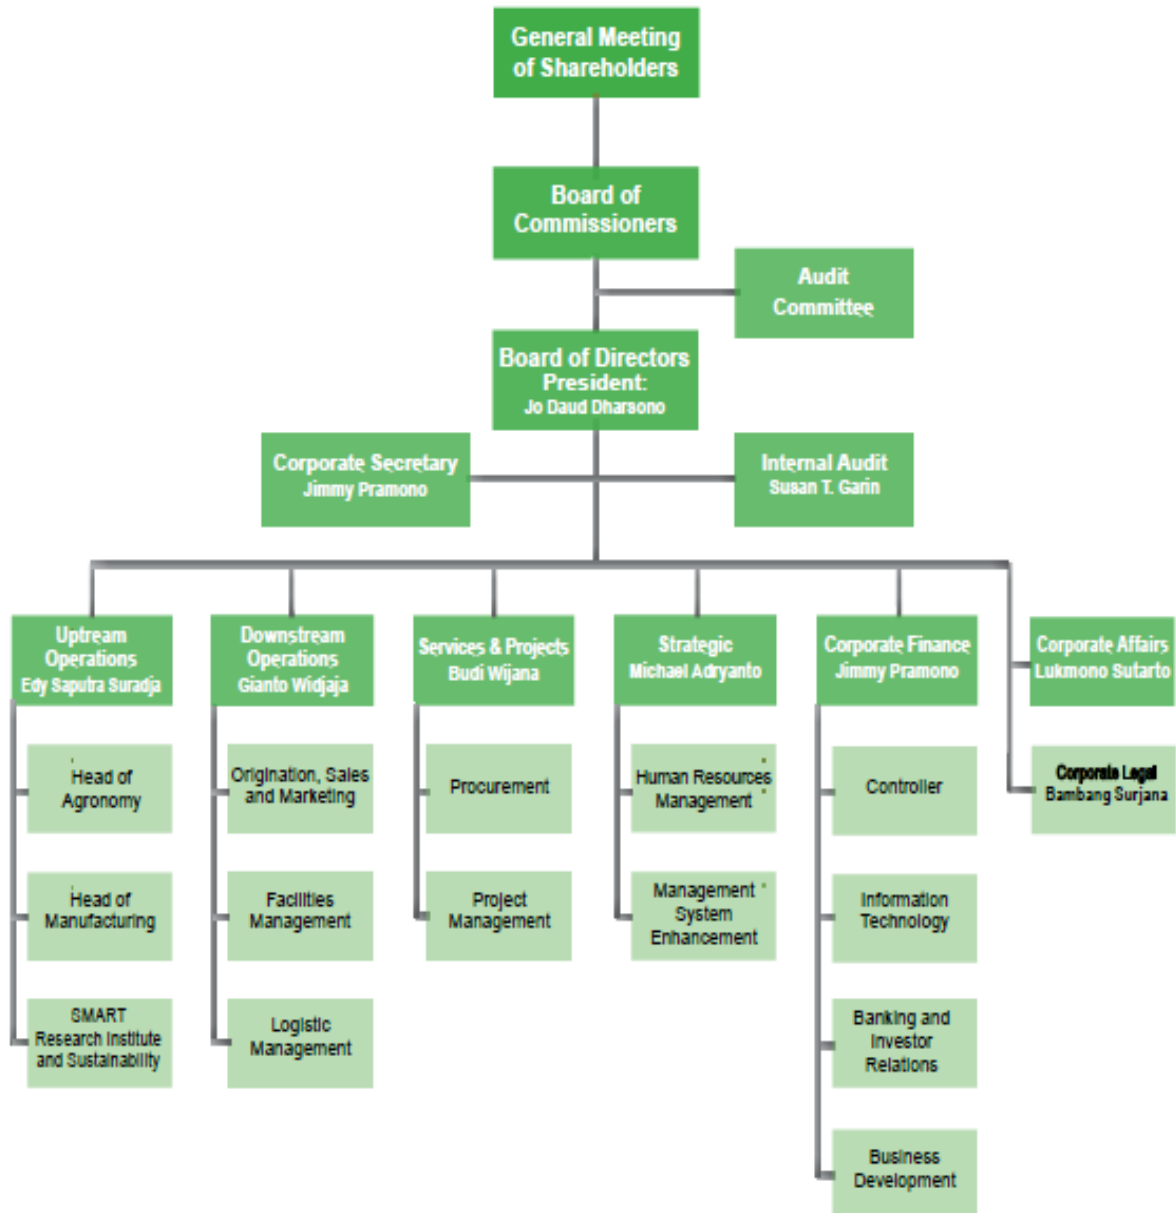 General Meeting
of Shareholders
Board of
Commissioners
Audit
Committee
Board of Directors
President:
Jo Daud Dharsono
Corporate Secretary
Jimmy Pramono
Internal Audit
Susan T. Garin
Uptream
Operations
Edy Saputra Suradja
Downstream
Operations
Gianto Widjaja
Services & Projects
Budi Wijana
Strategic
Michael Adryanto
Corporate Finance
Jimmy Pramono
Corporate Affairs
Lukmono Sutarto
Head of
Agronomy
Origination, Sales
and Marketing
Procurement
Human Resources
Management
Controller
Corporate Legal
Bambang Surjana
Head of
Manufacturing
Facilities
Management
Project
Management
Management
System
Enhancement
Information
Technology
SMART
Research Institute
and Sustainability
Logistic
Management
Banking and
Investor
Relations
Business
Development